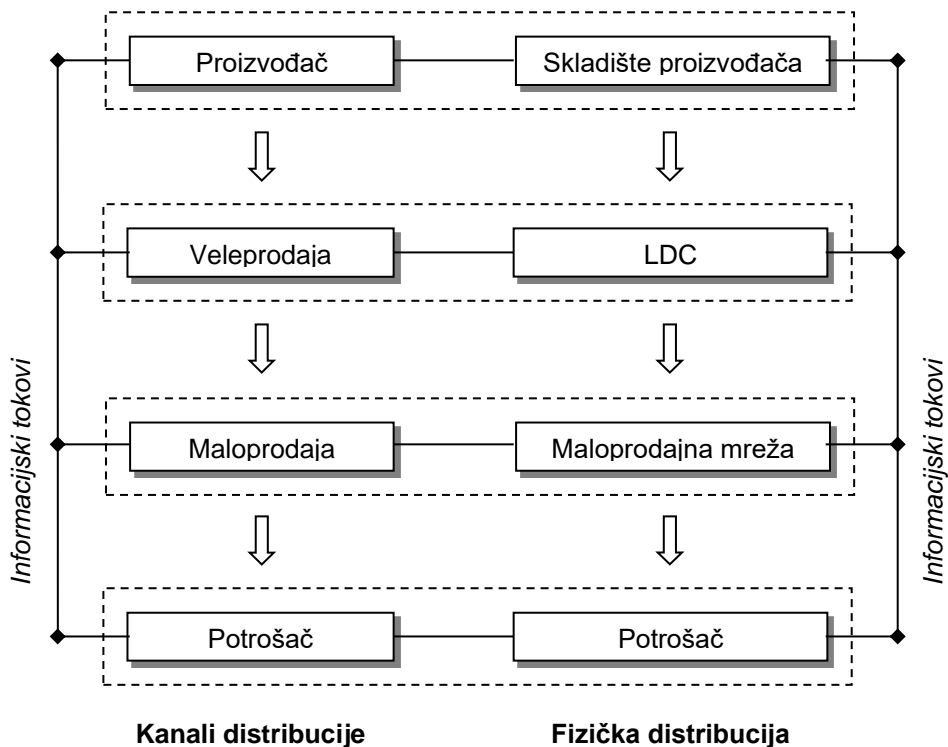 Proizvođač
Skladište proizvođača
Veleprodaja
LDC
Informacijski tokovi
Informacijski tokovi
Maloprodaja
Maloprodajna mreža
Potrošač
Potrošač
Kanali distribucije
Fizička distribucija